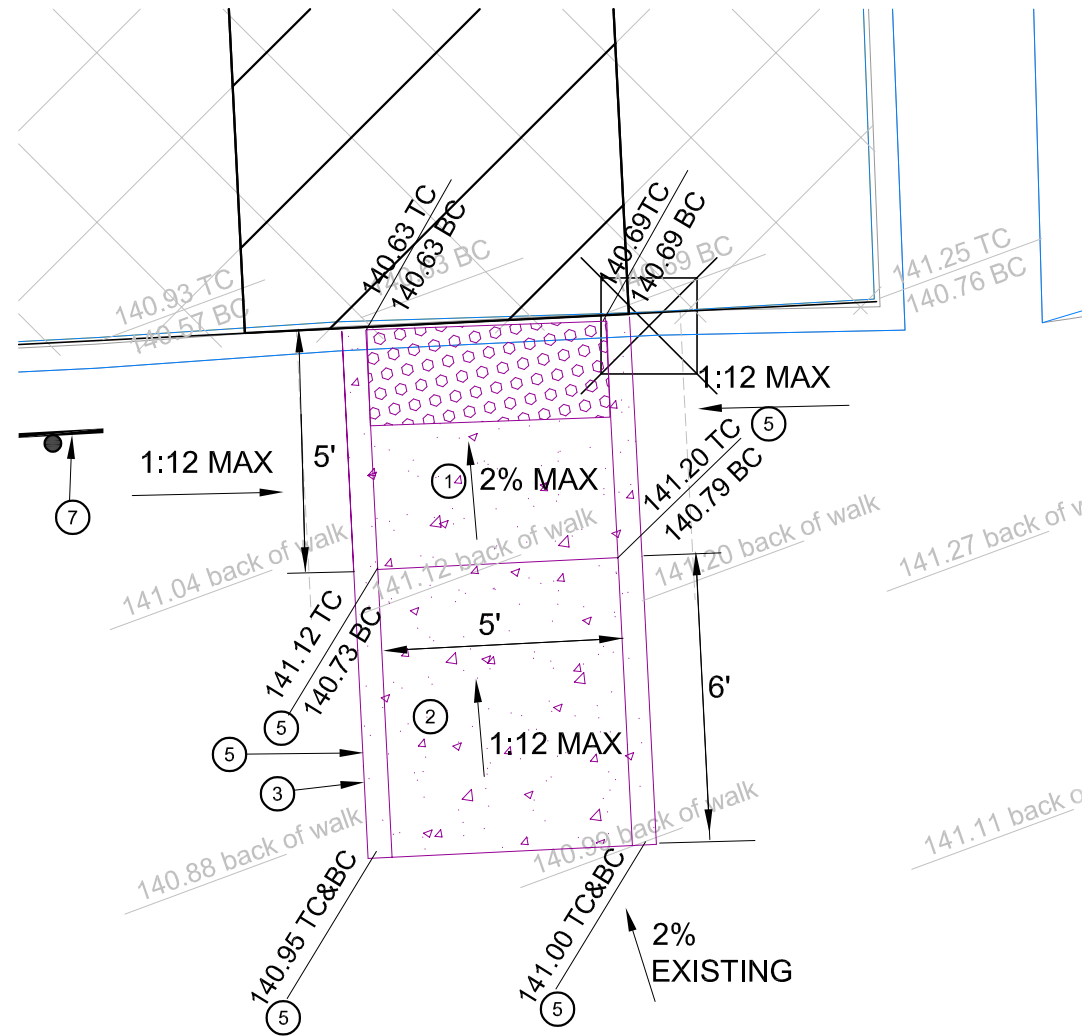 140.63 TC
140.63 BC
140.69TC
140.69 BC
141.25 TC
140.76 BC
140.93 TC
140.57 BC
1:12 MAX
5
5'
1:12 MAX
1
2% MAX
141.20 TC
140.79 BC
7
141.04 back of walk
141.12 back of walk
141.20 back of walk
141.27 back of w
141.12 TC
140.73 BC
5
5'
6'
2
1:12 MAX
5
3
140.88 back of walk
140.99 back of walk
141.11 back o
140.95 TC&BC
5
141.00 TC&BC
5
2%
EXISTING